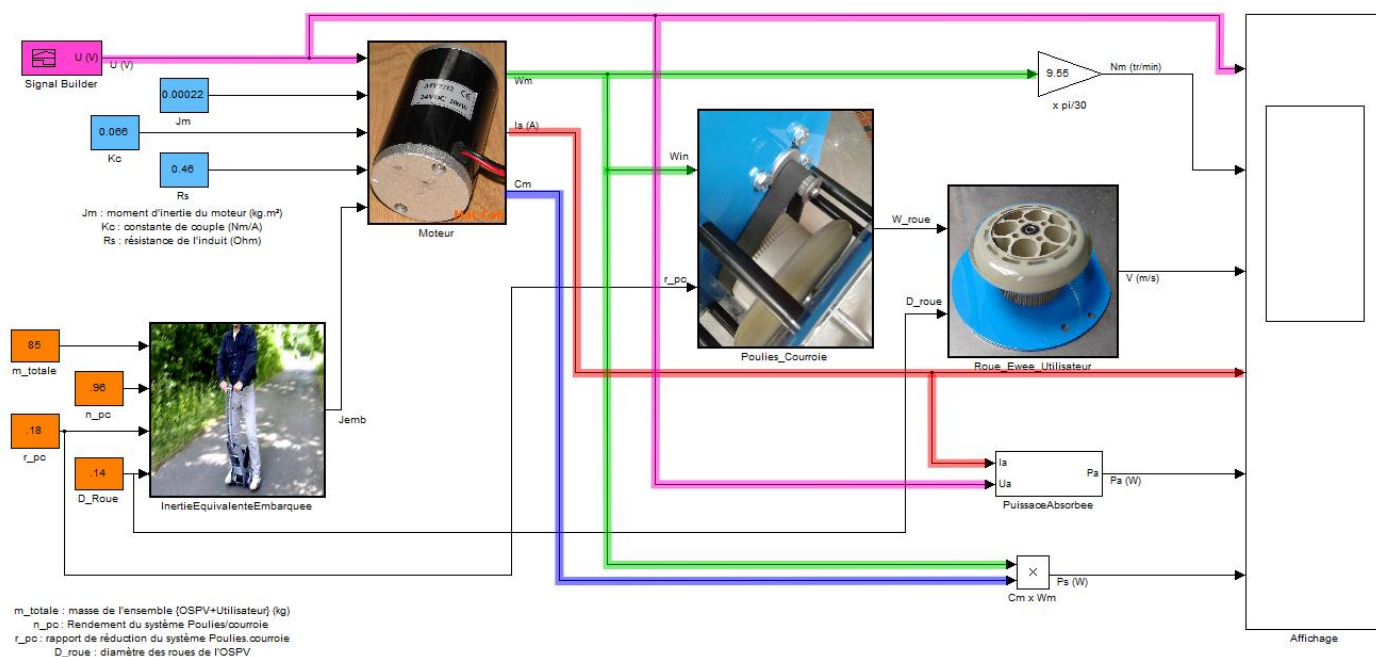 U (V)
U (V)
Signal Builder
0.00022
Jm
0.066
Kc
0.46
Rs
Jm : moment d'inertie du moteur (kg.m²)
Kc : constante de couple (Nm/A)
Rs : résistance de l'induit (Ohm)
24VDC
Moteur
Wm
Ia (A)
Cm
9.55
x pi/30
Nm (tr/min)
Win
r_pc
Poulies_Courroie
W_roue
D_roue
Roue_Ewee_Utilisateur
V (m/s)
85
m_totale
.96
n_pc
.18
r_pc
.14
D_Roue
InertieEquivalenteEmbarquee
Jemb
Ia
Ua
Pa
Pa (W)
PuissaceAbsorbee
×
Cm x Wm
Ps (W)
Affichage
m_totale : masse de l'ensemble {OSPV+Utilisateur} (kg)
n_pc : Rendement du système Poulies/courroie
r_pc : rapport de réduction du système Poulies.courroie
D_roue : diamètre des roues de l'OSPV